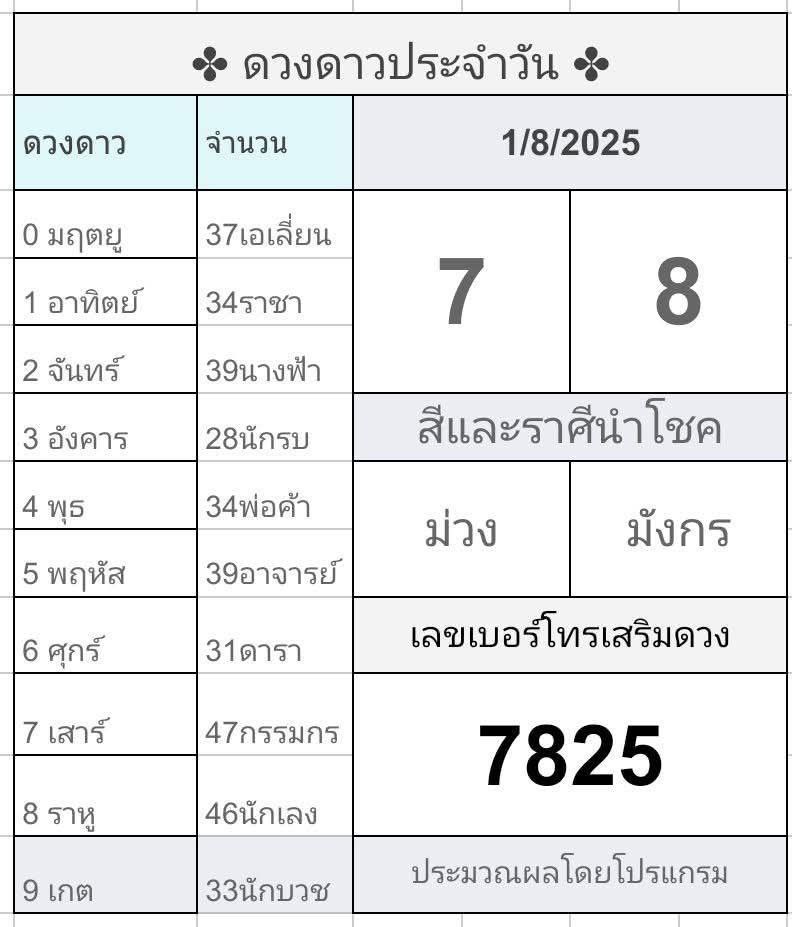 ✤ ดวงดาวประจำวัน ✤
ดวงดาว จำนวน 1/8/2025
0 มฤตยู 37เอเลี่ยน
1 อาทิตย์ 34ราชา
7 8
2 จันทร์ 39นางฟ้า
3 อังคาร 28นักรบ
สีและราศีนำโชค
4 พุธ 34พ่อค้า
ม่วง มังกร
5 พฤหัส 39อาจารย์
6 ศุกร์ 31ดารา
เลขเบอร์โทรเสริมดวง
7 เสาร์ 47กรรมกร
7825
8 ราหู 46นักเลง
9 เกต 33นักบวช
ประมวณผลโดยโปรแกรม